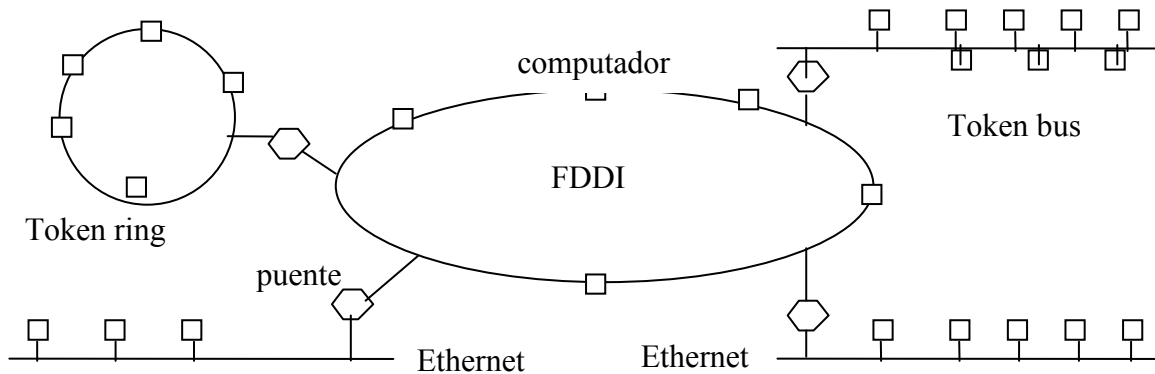 computador
Token bus
FDDI
Token ring
puente
Ethernet
Ethernet